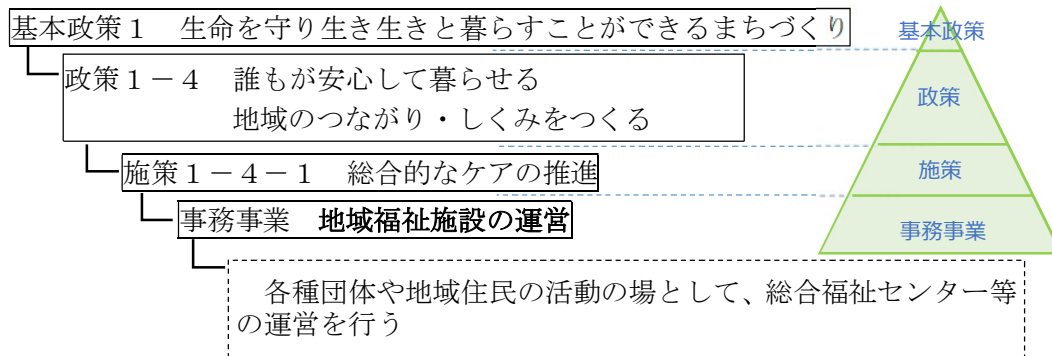 基本政策１　生命を守り生き生きと暮らすことができるまちづくり
政策１－４　誰もが安心して暮らせる
地域のつながり・しくみをつくる
施策１－４－１　総合的なケアの推進
事務事業　地域福祉施設の運営
各種団体や地域住民の活動の場として、総合福祉センター等
の運営を行う
基本政策
政策
施策
事務事業